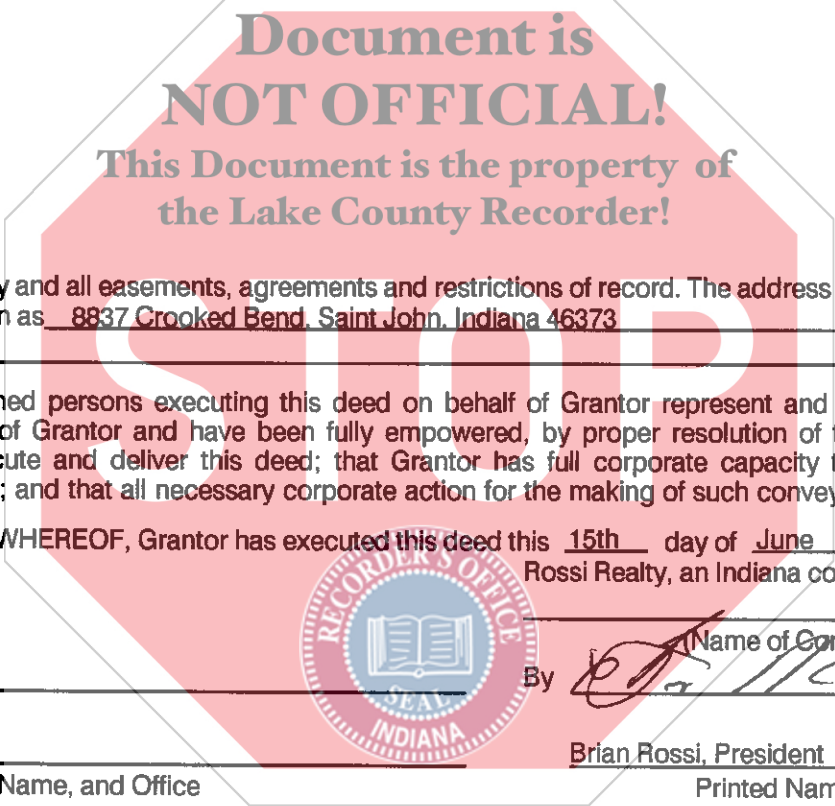 Document is
NOT OFFICIAL!
This Document is the property of
the Lake County Recorder!
STOP
y and all easements, agreements and restrictions of record. The address
n as 8837 Crooked Bend, Saint John, Indiana 46373
ned persons executing this deed on behalf of Grantor represent and
of Grantor and have been fully empowered, by proper resolution of
cute and deliver this deed; that Grantor has full corporate capacity
; and that all necessary corporate action for the making of such convey
WHEREOF, Grantor has executed this deed this 15th day of June
Rossi Realty, an Indiana co
RECORDER'S OFFICE
SEAL
INDIANA
(Name of Cor
By
Brian Rossi, President
Name, and Office
Printed Nam